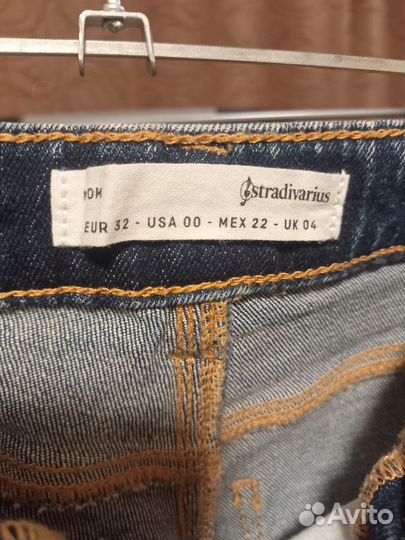 stradivarius
EUR 32 - USA 00 - MEX 22 - UK 04
Avito